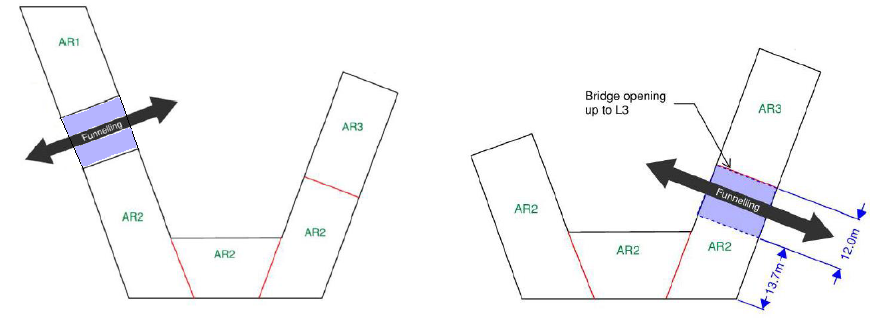 AR1
Funnelling
AR2
AR2
AR2
AR3
Bridge opening
up to L3
AR3
Funnelling
AR2
AR2
AR2
12.0m
13.7m